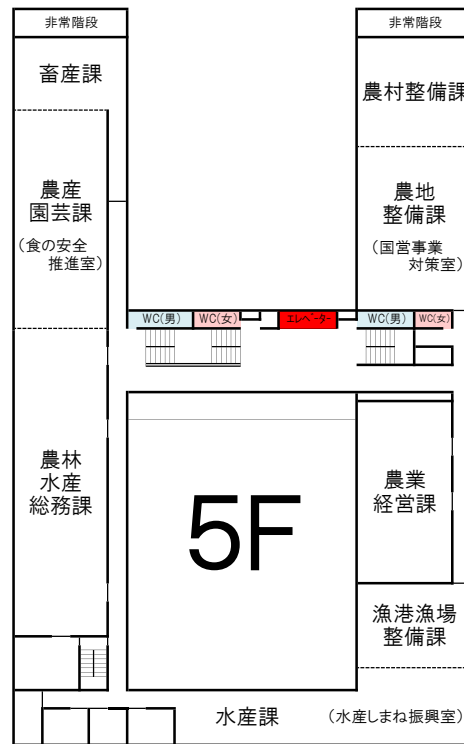 非常階段
非常階段
畜産課
農村整備課
農産
園芸課
(食の安全
推進室)
農地
整備課
(国営事業
対策室)
WC(男)
WC(女)
エレベーター
WC(男)
WC(女)
農林
水産
総務課
5F
農業
経営課
漁港漁場
整備課
水産課
(水産しまね振興室)